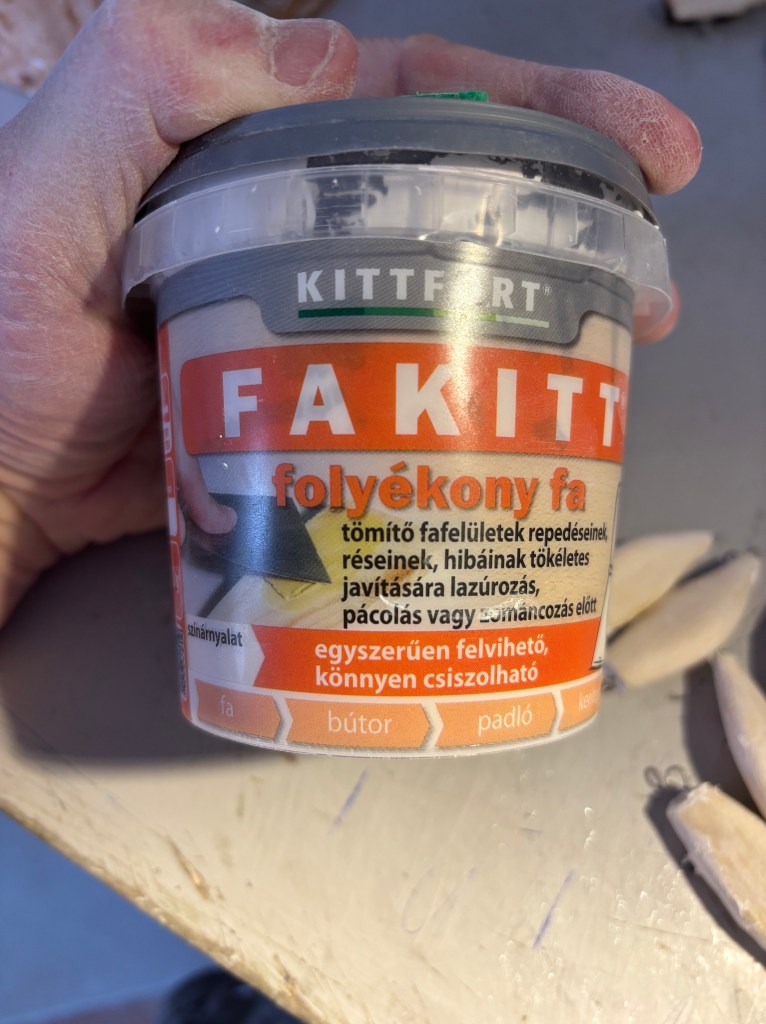 KITTFORT®
FAKITT
folyékony fa
tömítő fafelületek repedéseinek,
réseinek, hibáinak tökéletes
javítására lazúrozás,
pácolás vagy zománcozás előtt
színárnyalat
egyszerűen felvihető,
könnyen csiszolható
fa bútor padló